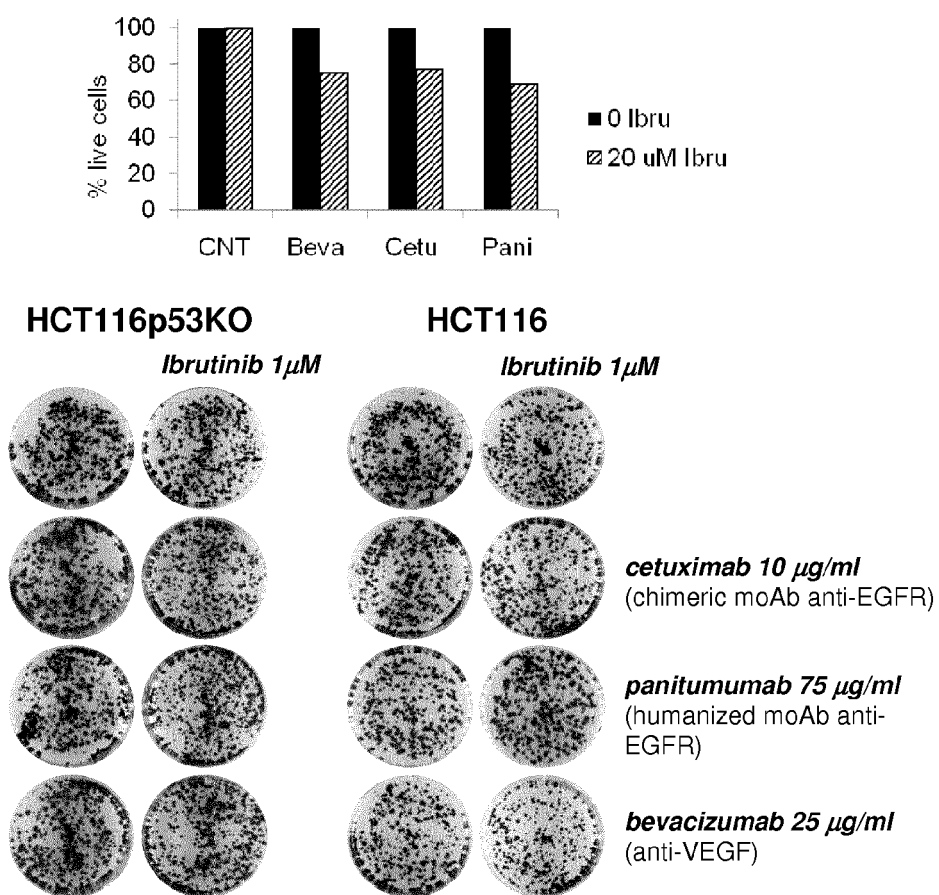 100
80
60
40
20
0
% live cells
CNT Beva Cetu Pani
0 Ibru
20 uM Ibru
HCT116p53KO HCT116
Ibrutinib 1μM Ibrutinib 1μM
cetuximab 10 μg/ml
(chimeric moAb anti-EGFR)
panitumumab 75 μg/ml
(humanized moAb anti-
EGFR)
bevacizumab 25 μg/ml
(anti-VEGF)